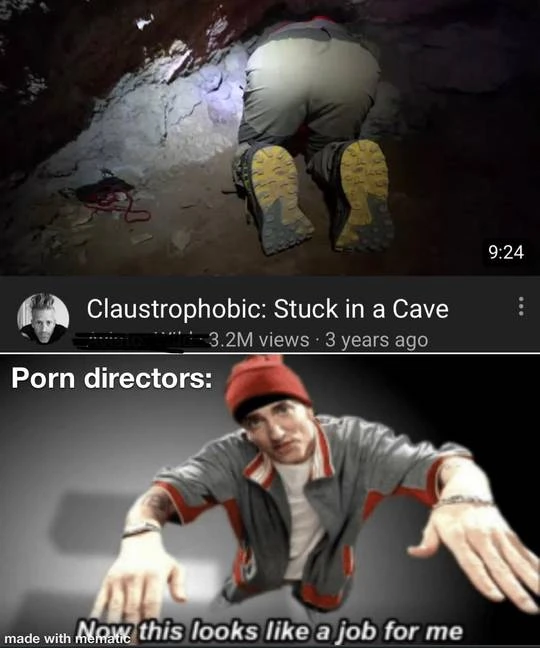 9:24
Claustrophobic: Stuck in a Cave
3.2M views · 3 years ago
Porn directors:
Now this looks like a job for me
made with mematic